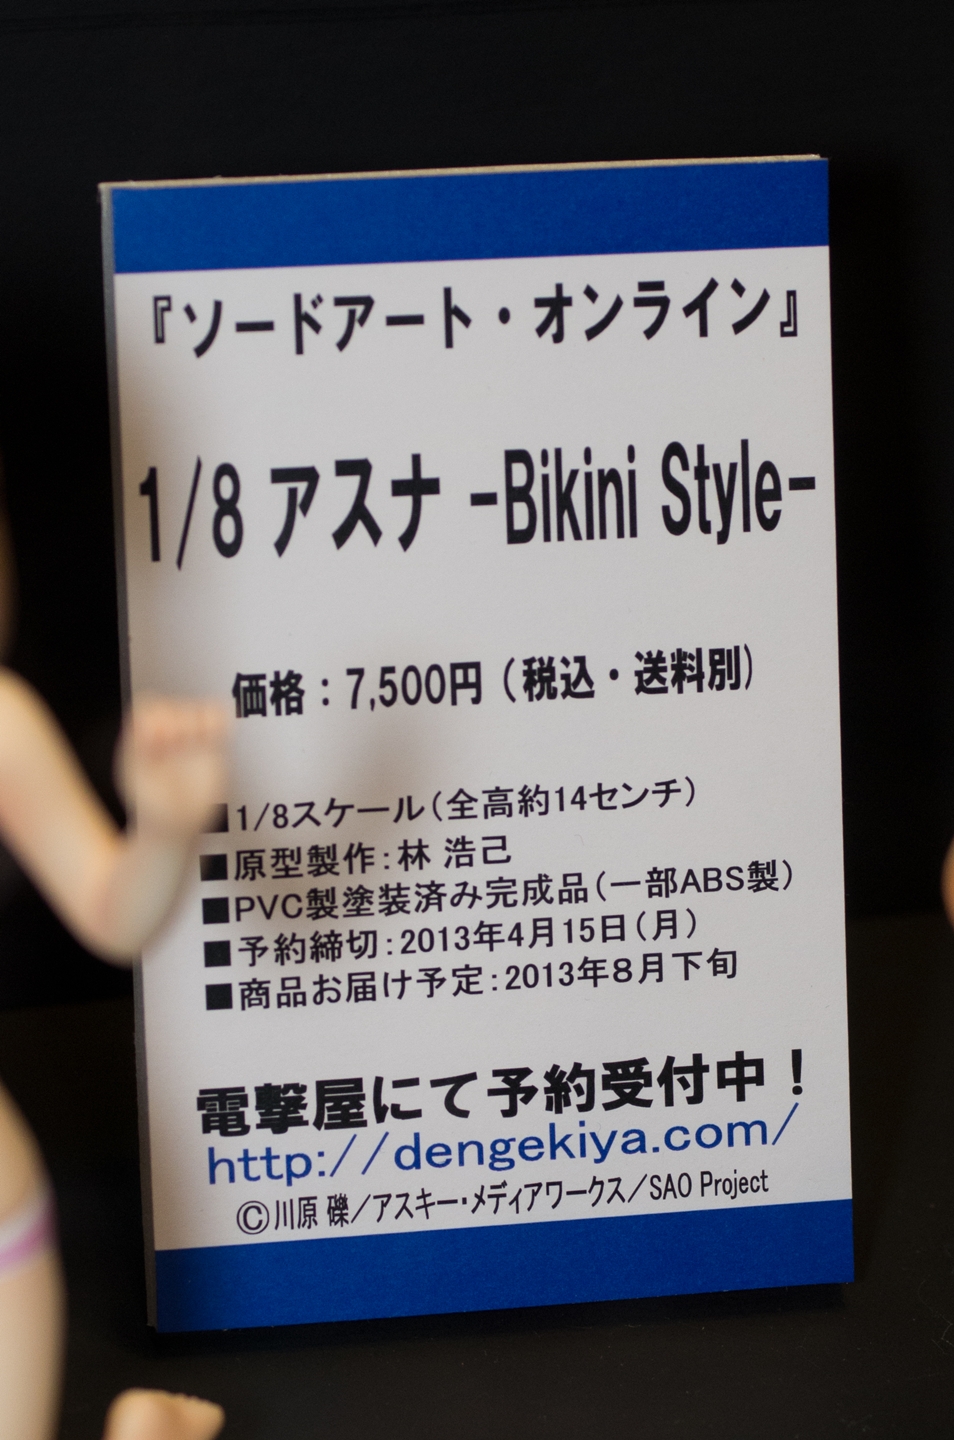 『ソードアート・オンライン』
1/8 アスナ -Bikini Style-
価格：7,500円（税込・送料別）
■1/8スケール（全高約14センチ）
■原型製作：林 浩己
■PVC製塗装済み完成品（一部ABS製）
■予約締切：2013年4月15日（月）
■商品お届け予定：2013年８月下旬
電撃屋にて予約受付中！
http://dengekiya.com/
©川原 礫／アスキー・メディアワークス／SAO Project